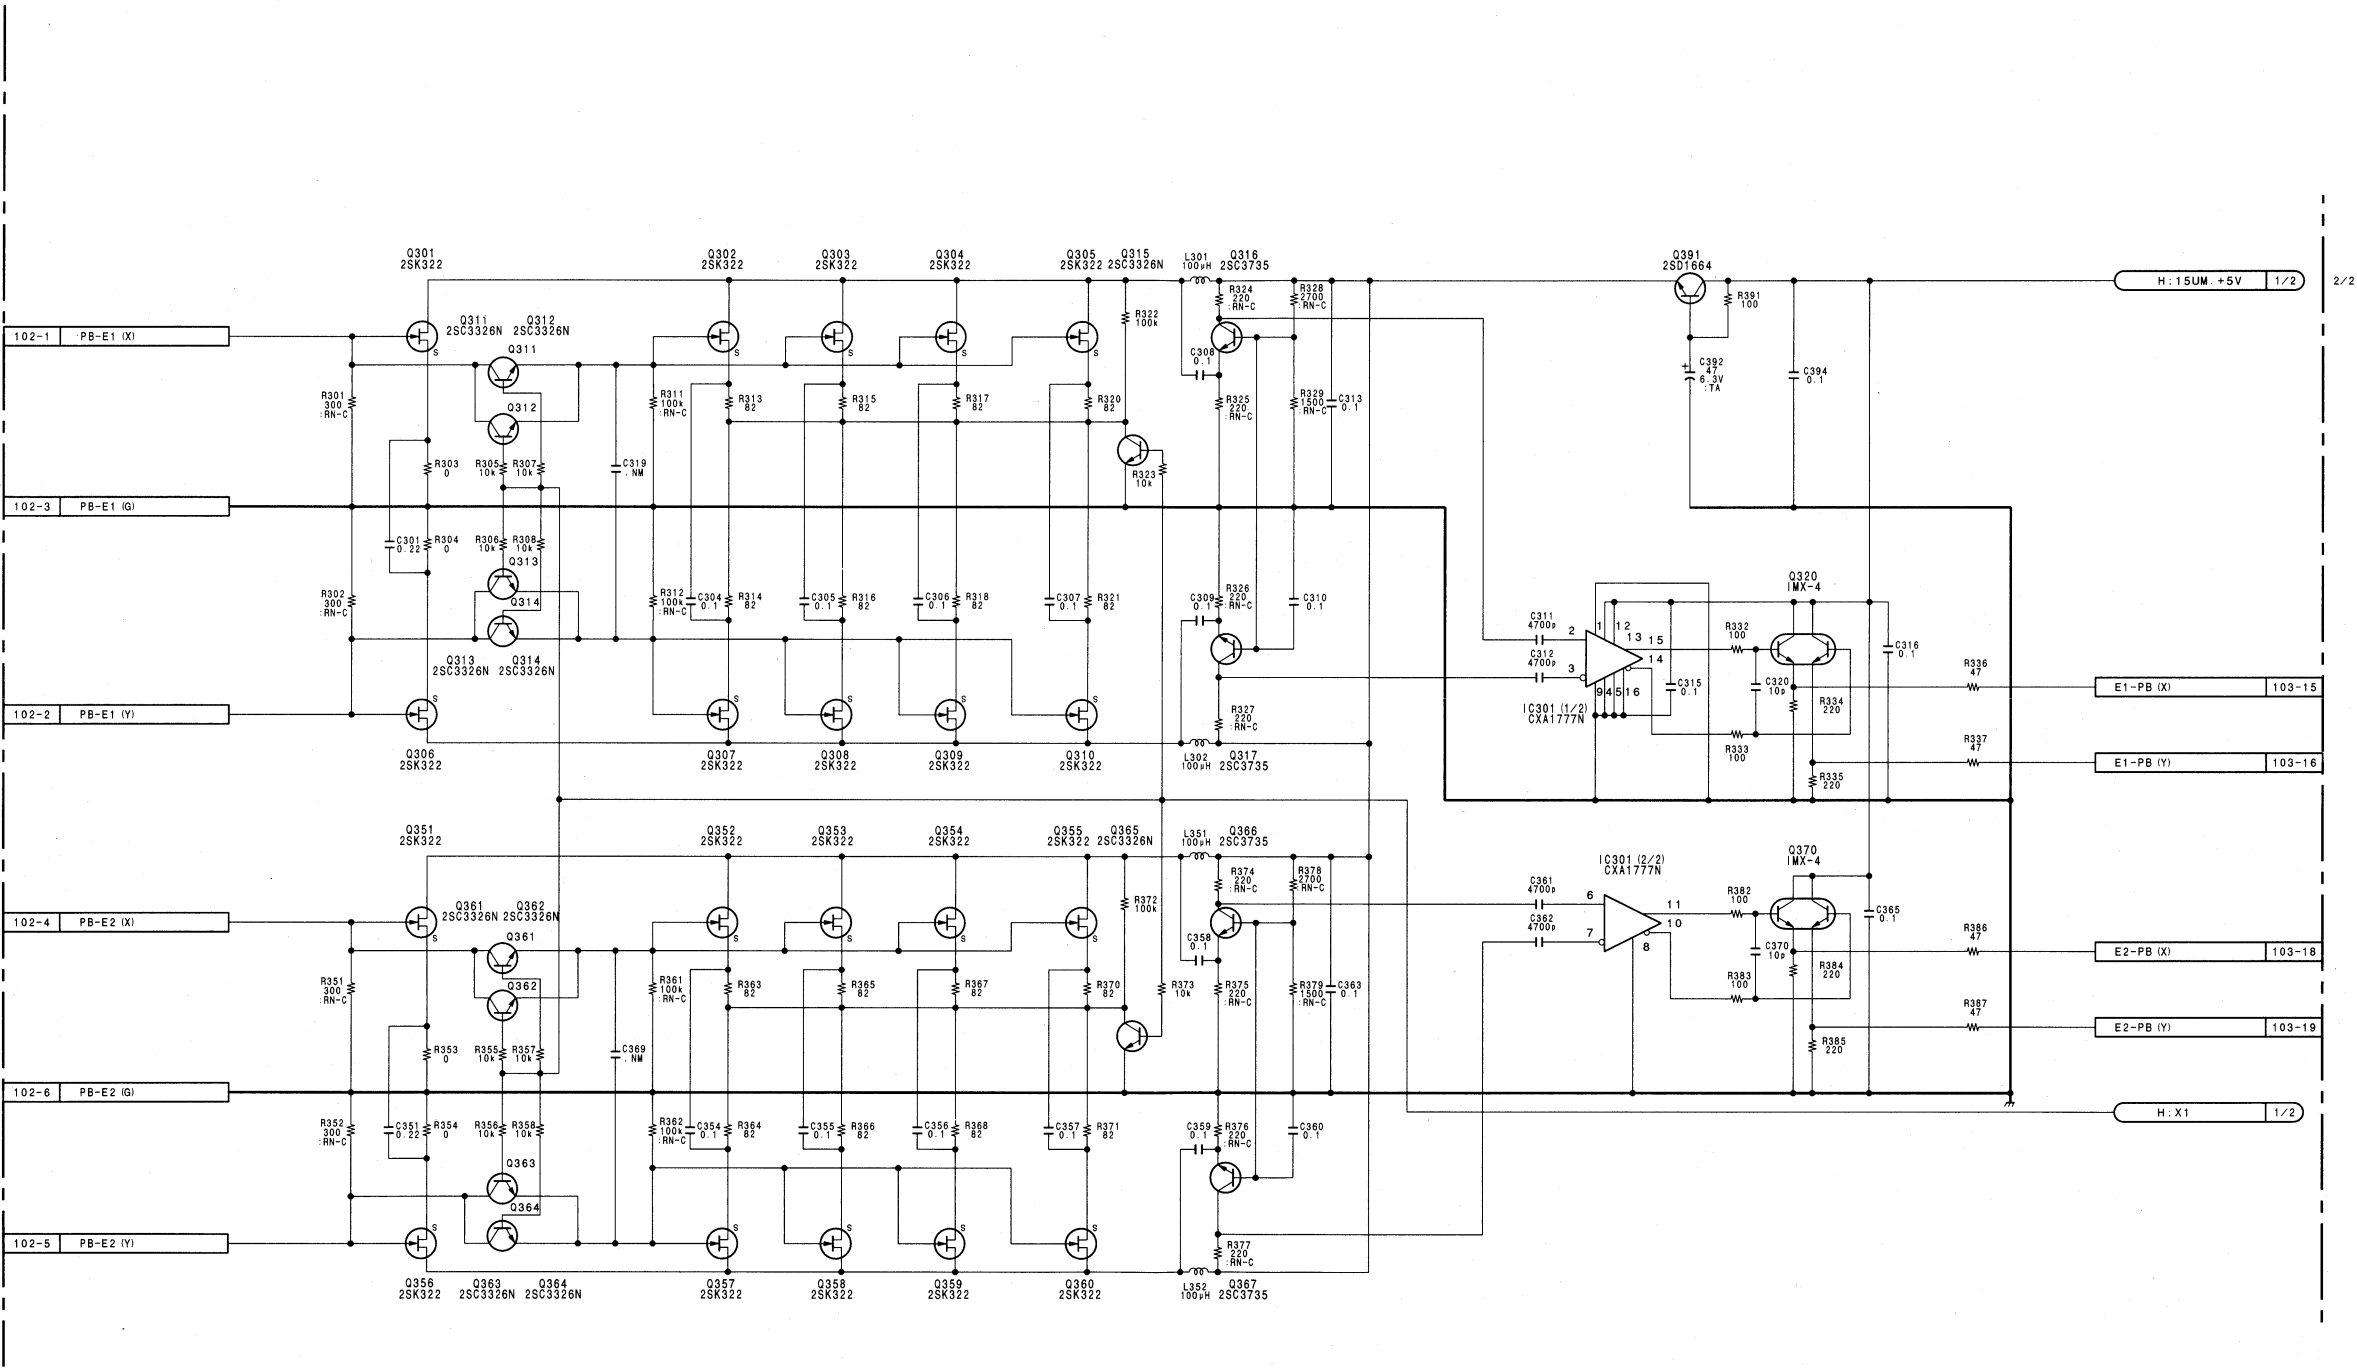 Q301
2SK322
Q302
2SK322
Q303
2SK322
Q304
2SK322
Q305
2SK322
Q315
2SC3326N
L301
100µH
Q316
2SC3735
Q391
2SD1664
H:15UM.+5V 1/2
2/2
R324
220
:RN-C
R328
2700
:RN-C
R391
100
Q311
2SC3326N
Q312
2SC3326N
R322
100k
102-1 PB-E1 (X)
S
S
S
S
S
Q311
C308
0.1
C392
+
47
6.3V
:TA
C394
0.1
R301
300
:RN-C
Q312
R311
100k
:RN-C
R313
82
R315
82
R317
82
R320
82
R325
220
:RN-C
R329
1500
:RN-C
C313
0.1
R303
0
R305
10k
R307
10k
C319
.NM
R323
10k
102-3 PB-E1 (G)
C301
0.22
R304
0
R306
10k
R308
10k
Q313
R302
300
:RN-C
Q314
R312
100k
:RN-C
C304
0.1
R314
82
C305
0.1
R316
82
C306
0.1
R318
82
C307
0.1
R321
82
C309
0.1
R326
220
:RN-C
C310
0.1
Q320
IMX-4
C311
4700p
2
1
12
13
15
14
R332
100
C312
4700p
3
9
4
5
16
C315
0.1
C316
0.1
C320
10p
R334
220
R336
47
E1-PB (X) 103-15
Q313
2SC3326N
Q314
2SC3326N
IC301 (1/2)
CXA1777N
102-2 PB-E1 (Y)
S
S
S
S
S
R327
220
:RN-C
R333
100
R337
47
E1-PB (Y) 103-16
R335
220
Q306
2SK322
Q307
2SK322
Q308
2SK322
Q309
2SK322
Q310
2SK322
L302
100µH
Q317
2SC3735
Q351
2SK322
Q352
2SK322
Q353
2SK322
Q354
2SK322
Q355
2SK322
Q365
2SC3326N
L351
100µH
Q366
2SC3735
IC301 (2/2)
CXA1777N
Q370
IMX-4
R374
220
:RN-C
R378
2700
:RN-C
Q361
2SC3326N
Q362
2SC3326N
R372
100k
C361
4700p
6
11
10
R382
100
C365
0.1
102-4 PB-E2 (X)
S
S
S
S
S
Q361
C358
0.1
C362
4700p
7
8
C370
10p
R384
220
R386
47
E2-PB (X) 103-18
R351
300
:RN-C
Q362
R361
100k
:RN-C
R363
82
R365
82
R367
82
R370
82
R373
10k
R375
220
:RN-C
R379
1500
:RN-C
C363
0.1
R383
100
R387
47
E2-PB (Y) 103-19
R385
220
R353
0
R355
10k
R357
10k
C369
.NM
102-6 PB-E2 (G)
H:X1 1/2
R352
300
:RN-C
C351
0.22
R354
0
R356
10k
R358
10k
R362
100k
:RN-C
C354
0.1
R364
82
C355
0.1
R366
82
C356
0.1
R368
82
C357
0.1
R371
82
C359
0.1
R376
220
:RN-C
C360
0.1
Q363
Q364
102-5 PB-E2 (Y)
S
S
S
S
S
R377
220
:RN-C
Q356
2SK322
Q363
2SC3326N
Q364
2SC3326N
Q357
2SK322
Q358
2SK322
Q359
2SK322
Q360
2SK322
L352
100µH
Q367
2SC3735